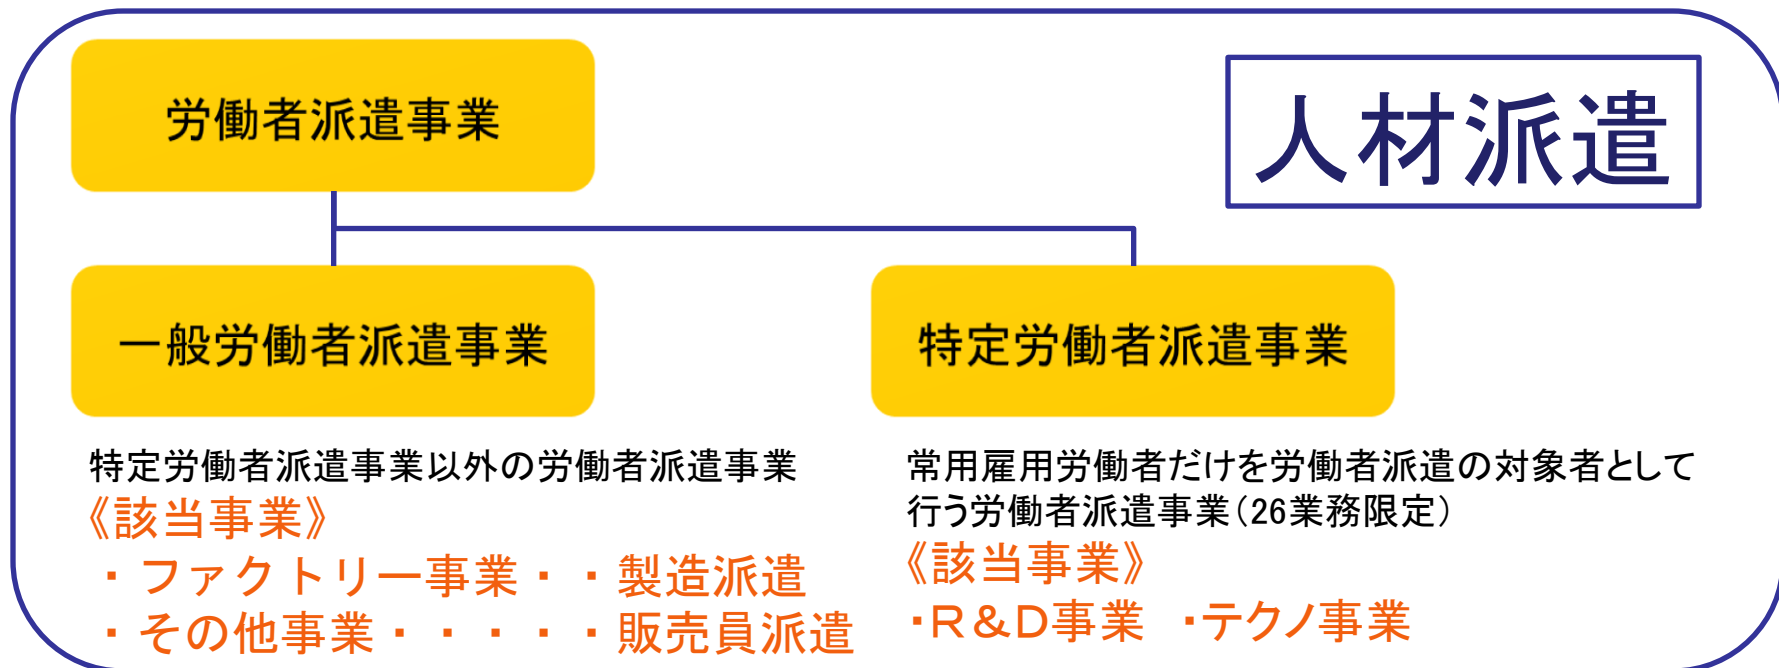 労働者派遣事業
人材派遣
一般労働者派遣事業
特定労働者派遣事業
特定労働者派遣事業以外の労働者派遣事業
《該当事業》
・ファクトリー事業・・製造派遣
・その他事業・・・・・販売員派遣
常用雇用労働者だけを労働者派遣の対象者として
行う労働者派遣事業（26業務限定）
《該当事業》
・Ｒ＆Ｄ事業　・テクノ事業